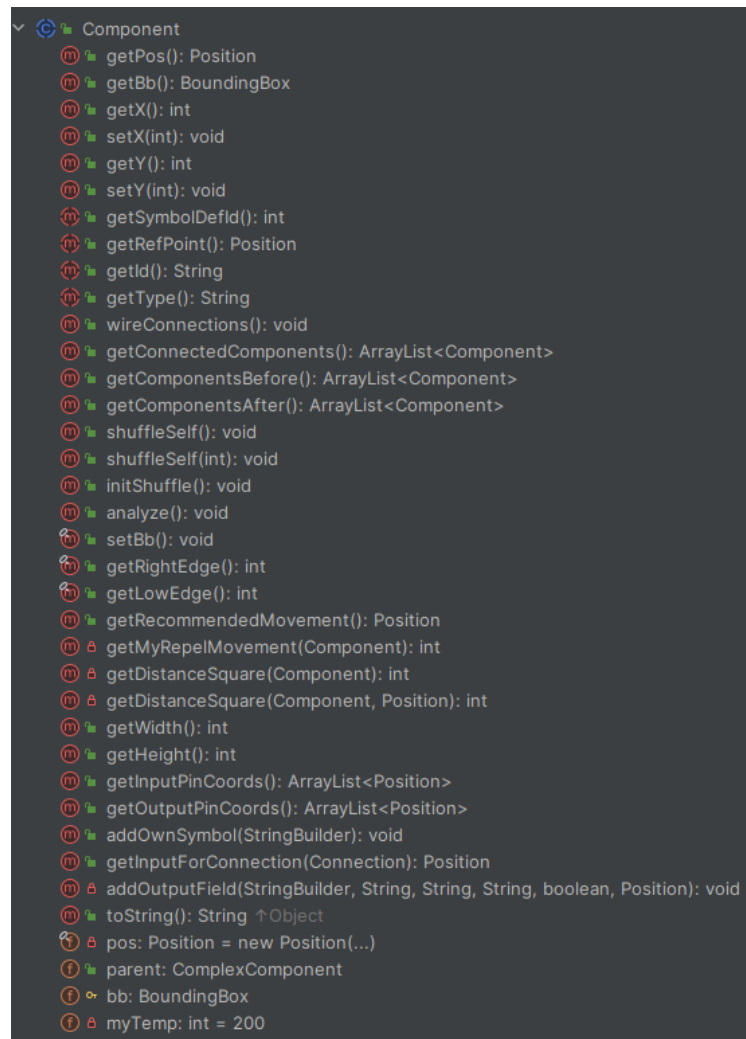 Component
getPos(): Position
getBb(): BoundingBox
getX(): int
setX(int): void
getY(): int
setY(int): void
getSymbolDefId(): int
getRefPoint(): Position
getId(): String
getType(): String
wireConnections(): void
getConnectedComponents(): ArrayList<Component>
getComponentsBefore(): ArrayList<Component>
getComponentsAfter(): ArrayList<Component>
shuffleSelf(): void
shuffleSelf(int): void
initShuffle(): void
analyze(): void
setBb(): void
getRightEdge(): int
getLowEdge(): int
getRecommendedMovement(): Position
getMyRepelMovement(Component): int
getDistanceSquare(Component): int
getDistanceSquare(Component, Position): int
getWidth(): int
getHeight(): int
getInputPinCoords(): ArrayList<Position>
getOutputPinCoords(): ArrayList<Position>
addOwnSymbol(StringBuilder): void
getInputForConnection(Connection): Position
addOutputField(StringBuilder, String, String, String, boolean, Position): void
toString(): String ↑Object
pos: Position = new Position(...)
parent: ComplexComponent
bb: BoundingBox
myTemp: int = 200